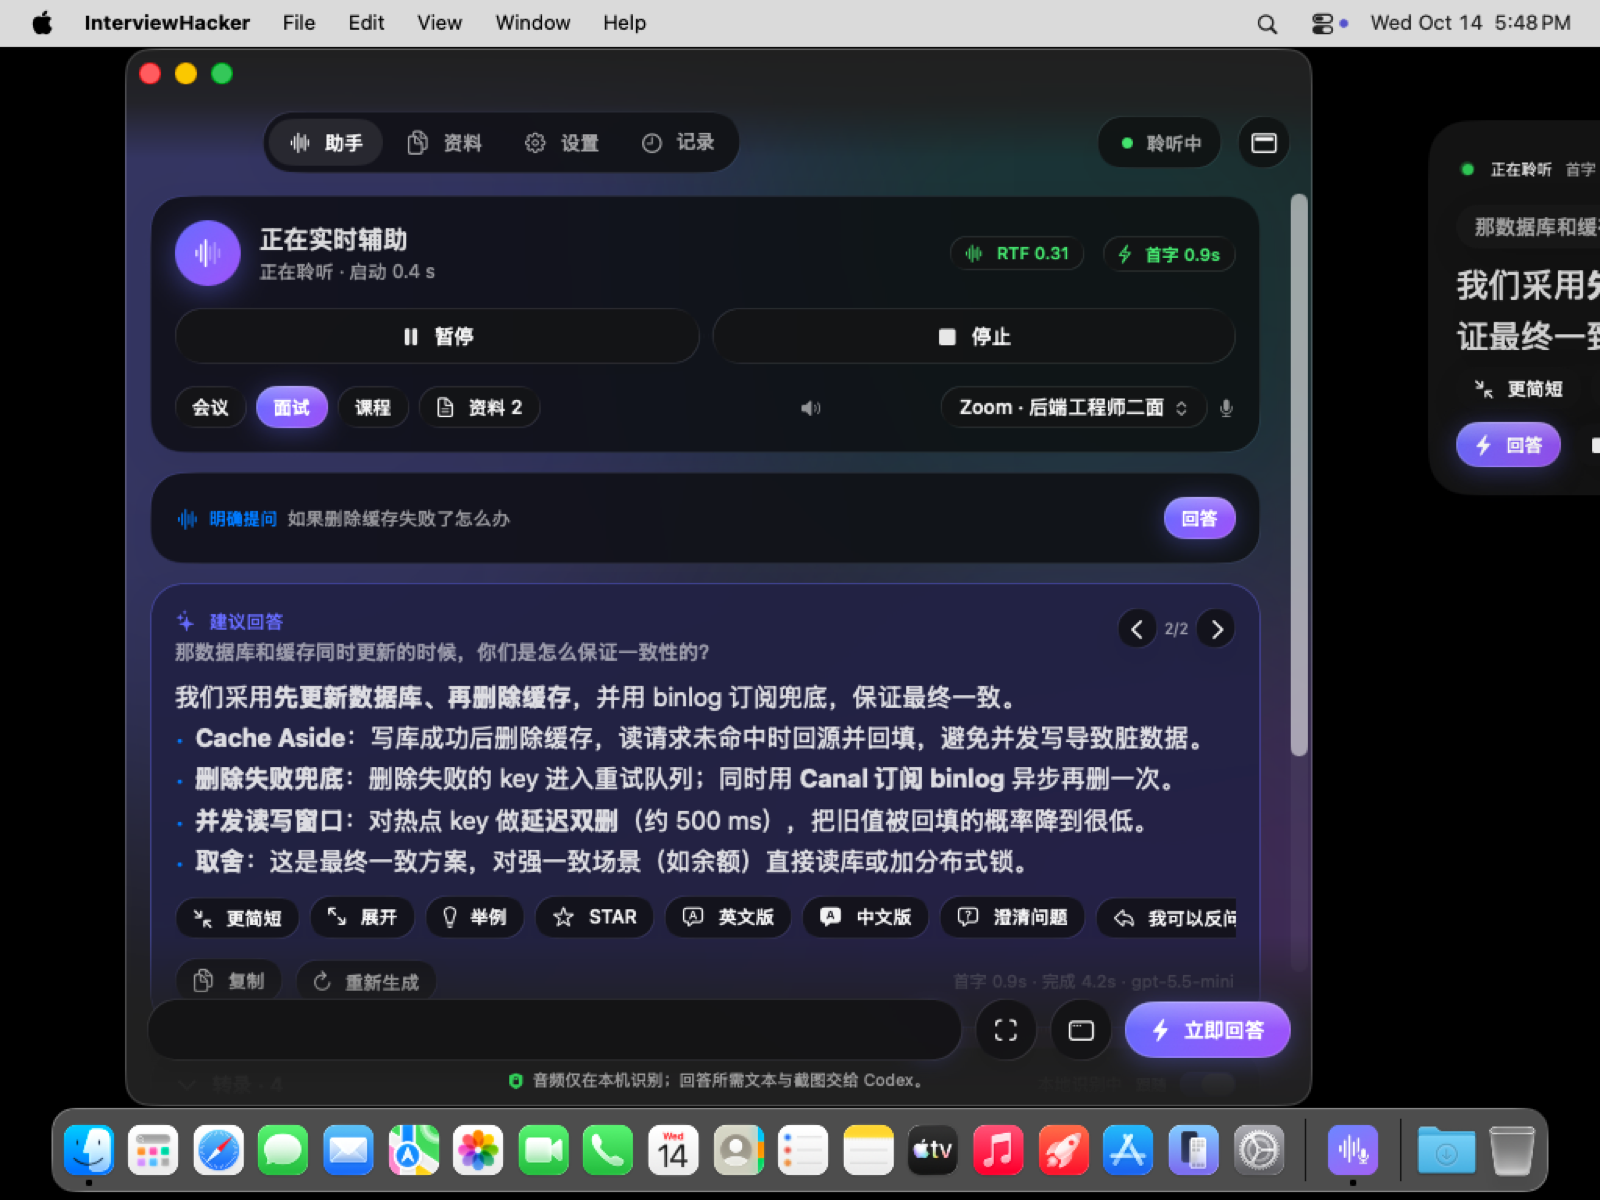 InterviewHacker File Edit View Window Help
Wed Oct 14 5:48 PM
助手 资料 设置 记录
聆听中
正在实时辅助
正在聆听 · 启动 0.4 s
RTF 0.31
首字 0.9s
暂停
停止
会议 面试 课程 资料 2
Zoom · 后端工程师二面
明确提问 如果删除缓存失败了怎么办
回答
建议回答
2/2
那数据库和缓存同时更新的时候，你们是怎么保证一致性的？
我们采用先更新数据库、再删除缓存，并用 binlog 订阅兜底，保证最终一致。
· Cache Aside：写库成功后删除缓存，读请求未命中时回源并回填，避免并发写导致脏数据。
· 删除失败兜底：删除失败的 key 进入重试队列；同时用 Canal 订阅 binlog 异步再删一次。
· 并发读写窗口：对热点 key 做延迟双删（约 500 ms），把旧值被回填的概率降到很低。
· 取舍：这是最终一致方案，对强一致场景（如余额）直接读库或加分布式锁。
更简短 展开 举例 STAR 英文版 中文版 澄清问题 我可以反问
复制 重新生成
首字 0.9s · 完成 4.2s · gpt-5.5-mini
立即回答
转录 · 4
音频仅在本机识别；回答所需文本与截图交给 Codex。
正在聆听 首字
那数据库和缓
我们采用先
证最终一致
更简短
回答
Wed
14
tv